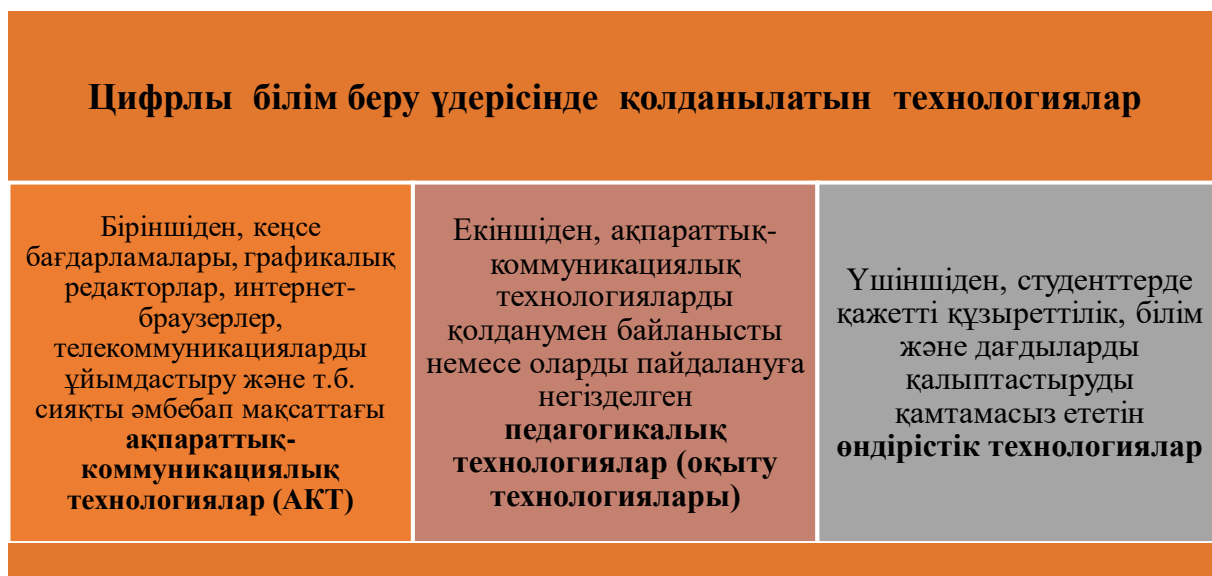 Цифрлы білім беру үдерісінде қолданылатын технологиялар
Біріншіден, кеңсе
бағдарламалары, графикалық
редакторлар, интернет-
браузерлер,
телекоммуникацияларды
ұйымдастыру және т.б.
сияқты әмбебап мақсаттағы
ақпараттық-
коммуникациялық
технологиялар (АКТ)
Екіншіден, ақпараттық-
коммуникациялық
технологияларды
қолданумен байланысты
немесе оларды пайдалануға
негізделген
педагогикалық
технологиялар (оқыту
технологиялары)
Үшіншіден, студенттерде
қажетті құзыреттілік, білім
және дағдыларды
қалыптастыруды
қамтамасыз ететін
өндірістік технологиялар